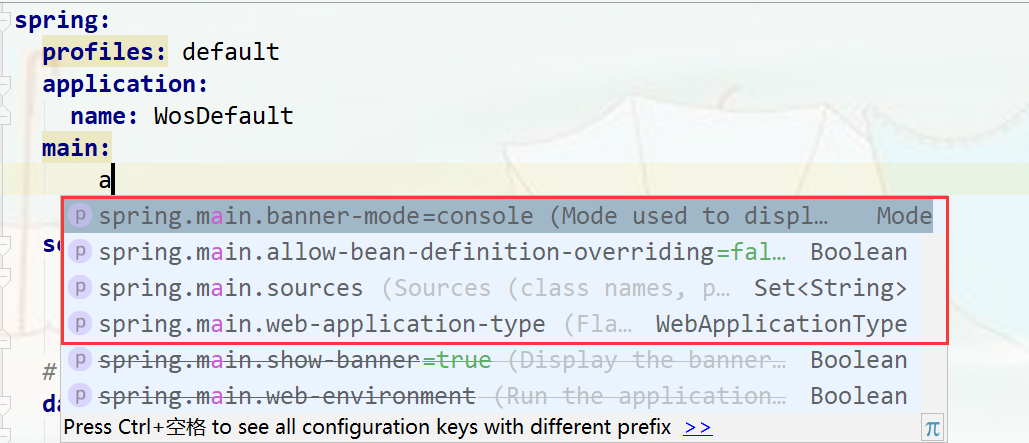 spring:
profiles: default
application:
name: WosDefault
main:
a
p spring.main.banner-mode=console (Mode used to displ… Mode
p spring.main.allow-bean-definition-overriding=fal… Boolean
p spring.main.sources (Sources (class names, p… Set<String>
p spring.main.web-application-type (Fla… WebApplicationType
p spring.main.show-banner=true (Display the banner… Boolean
p spring.main.web-environment (Run the application… Boolean
#
Press Ctrl+空格 to see all configuration keys with different prefix >> π